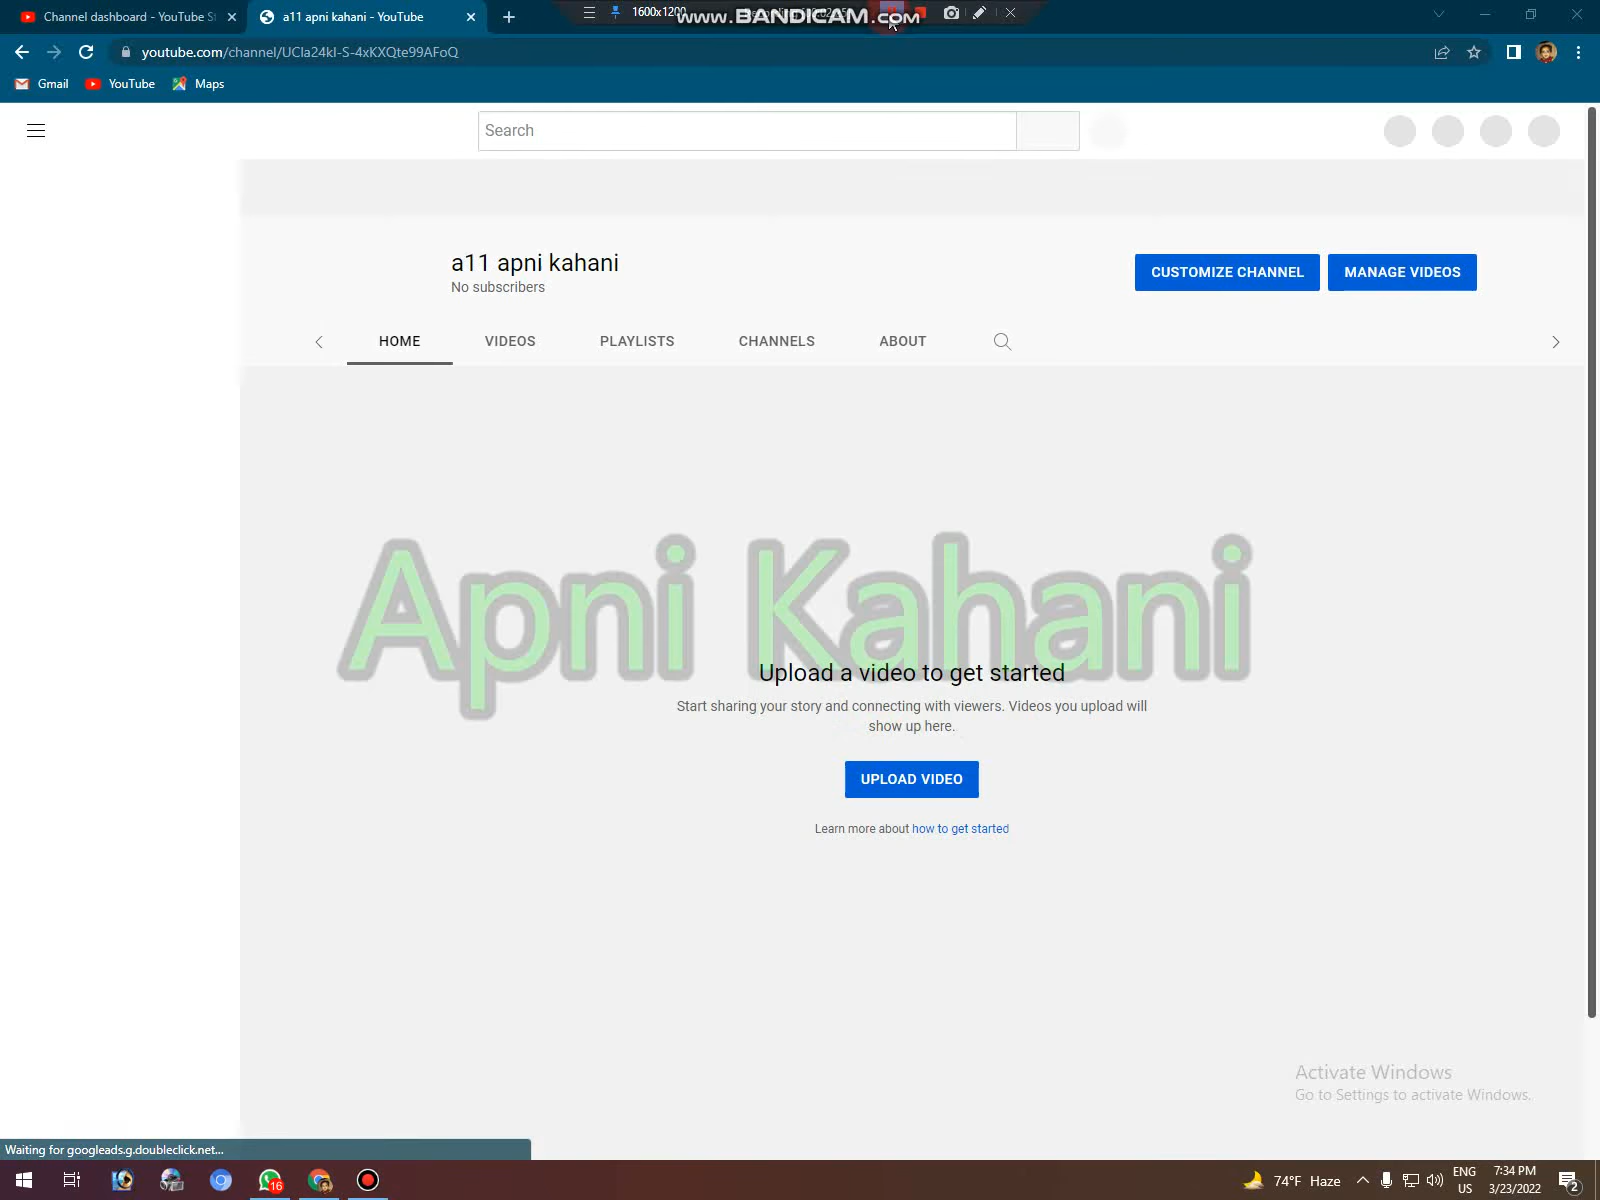 Channel dashboard - YouTube St
a11 apni kahani - YouTube
1600x1200
www.BANDICAM.com
youtube.com/channel/UCla24kI-S-4xKXQte99AFoQ
Gmail
YouTube
Maps
Search
a11 apni kahani
No subscribers
CUSTOMIZE CHANNEL
MANAGE VIDEOS
HOME
VIDEOS
PLAYLISTS
CHANNELS
ABOUT
Apni Kahani
Upload a video to get started
Start sharing your story and connecting with viewers. Videos you upload will
show up here.
UPLOAD VIDEO
Learn more about how to get started
Activate Windows
Go to Settings to activate Windows.
Waiting for googleads.g.doubleclick.net...
16
74°F Haze
ENG
US
7:34 PM
3/23/2022
2